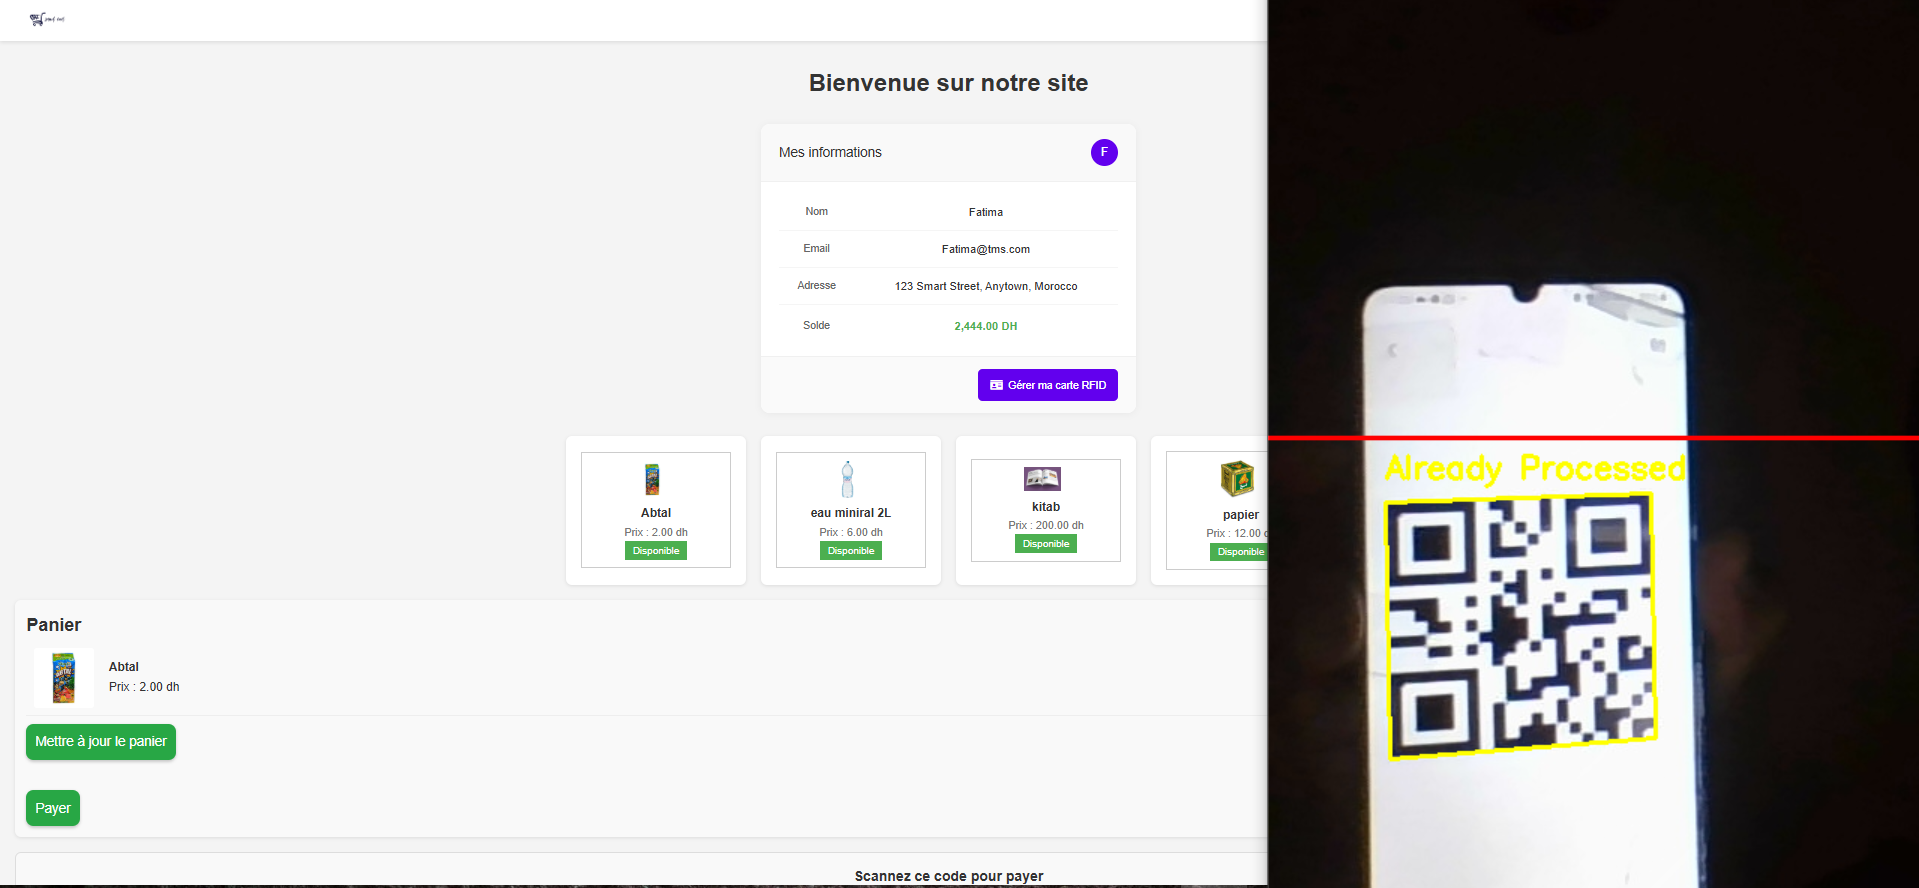 Bienvenue sur notre site
Mes informations
F
Nom
Fatima
Email
Fatima@tms.com
Adresse
123 Smart Street, Anytown, Morocco
Solde
2,444.00 DH
Gérer ma carte RFID
Abtal
Prix : 2.00 dh
Disponible
eau miniral 2L
Prix : 6.00 dh
Disponible
kitab
Prix : 200.00 dh
Disponible
papier
Prix : 12.00
Disponible
Panier
Abtal
Prix : 2.00 dh
Mettre à jour le panier
Payer
Scannez ce code pour payer
Already Processed